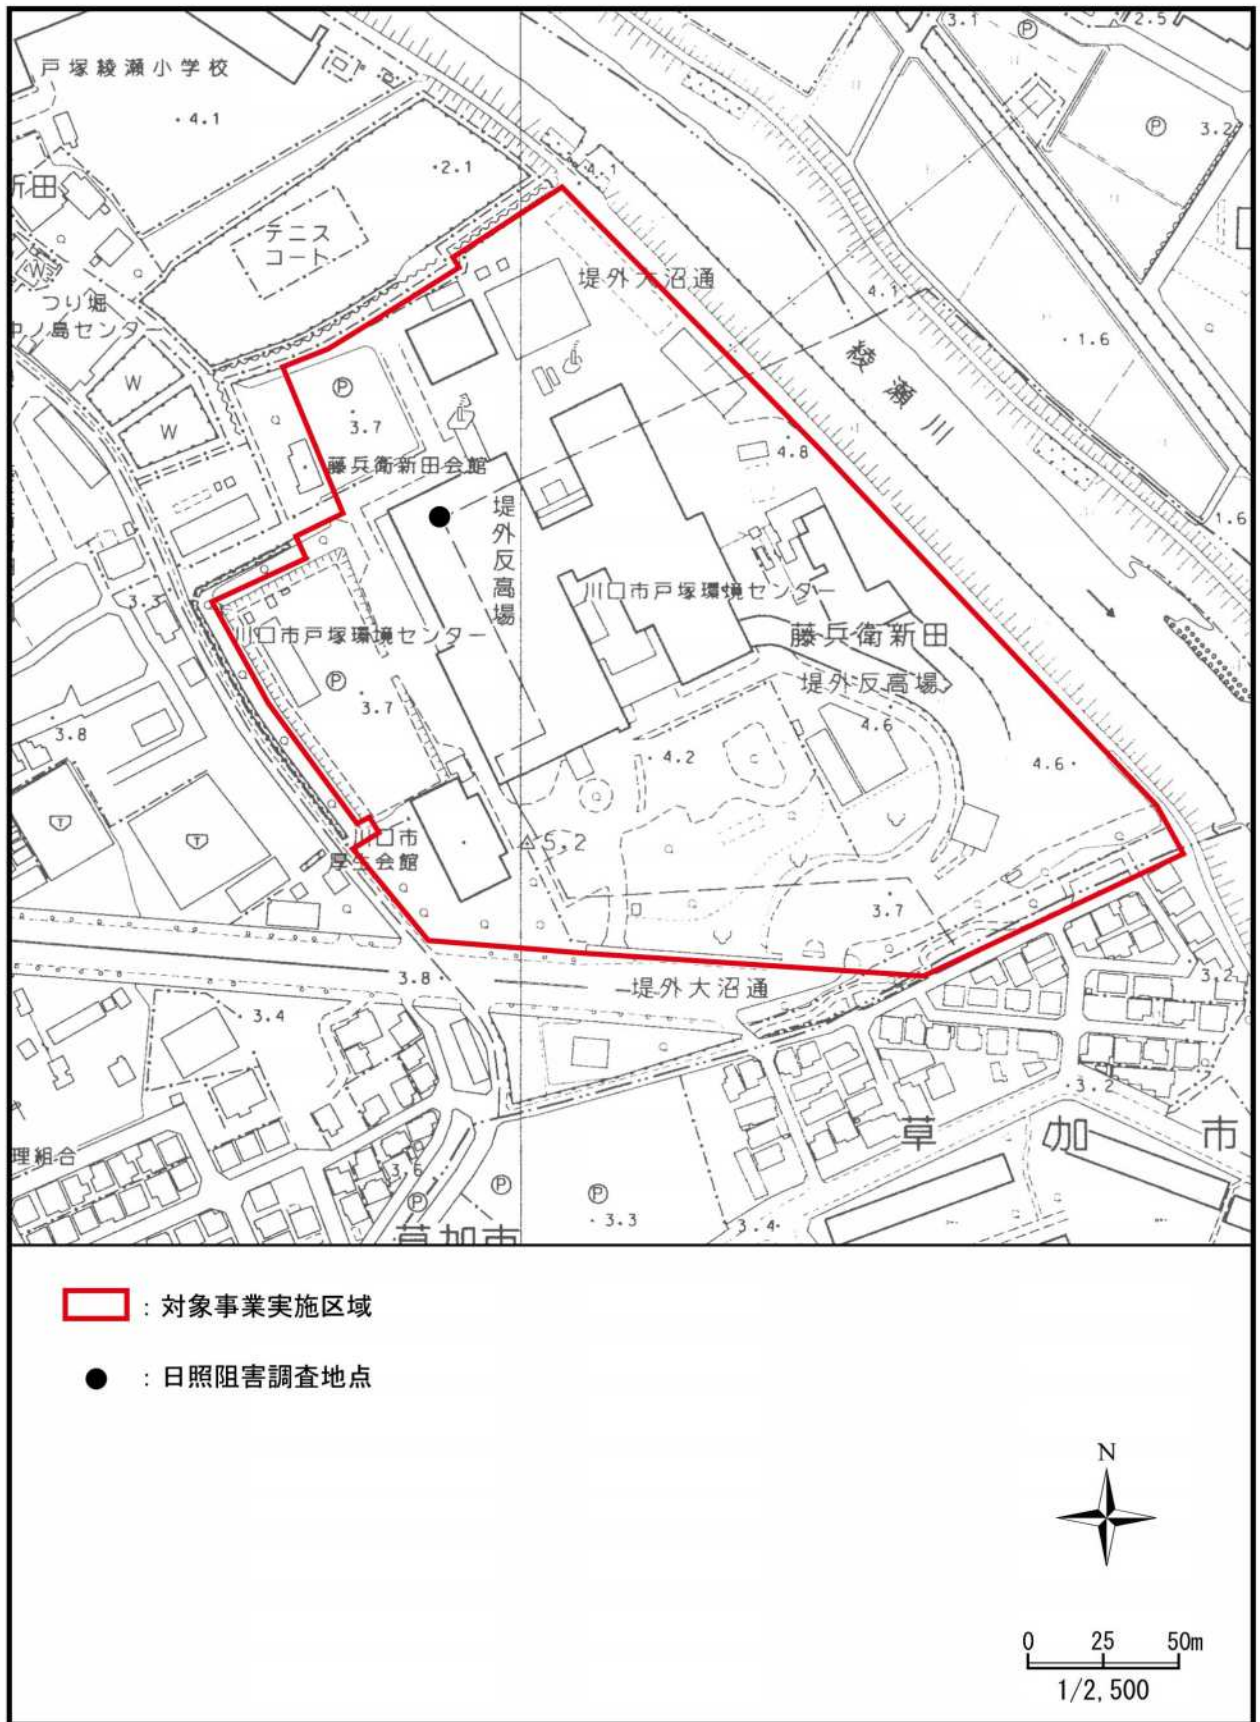 3.1
Ⓟ
2.5
戸塚綾瀬小学校
4.1
2.1
4.1
Ⓟ
3.2
新田
テニス
コート
堤外大沼通
W
つり堀
中ノ島センター
4.1
1.6
W
W
Ⓟ
3.7
綾瀬川
4.8
藤兵衛新田会館
堤外反高場
1.6
川口市戸塚環境センター
3.3
川口市戸塚環境センター
藤兵衛新田
Ⓟ
3.7
堤外反高場
4.6
3.8
4.2
4.6
川口市
厚生会館
5.2
3.7
3.8
堤外大沼通
3.2
3.4
3.2
草加市
理組合
3.6
Ⓟ
Ⓟ
Ⓟ
3.3
3.4
草加市
：対象事業実施区域
：日照阻害調査地点
N
0 25 50m
1/2,500